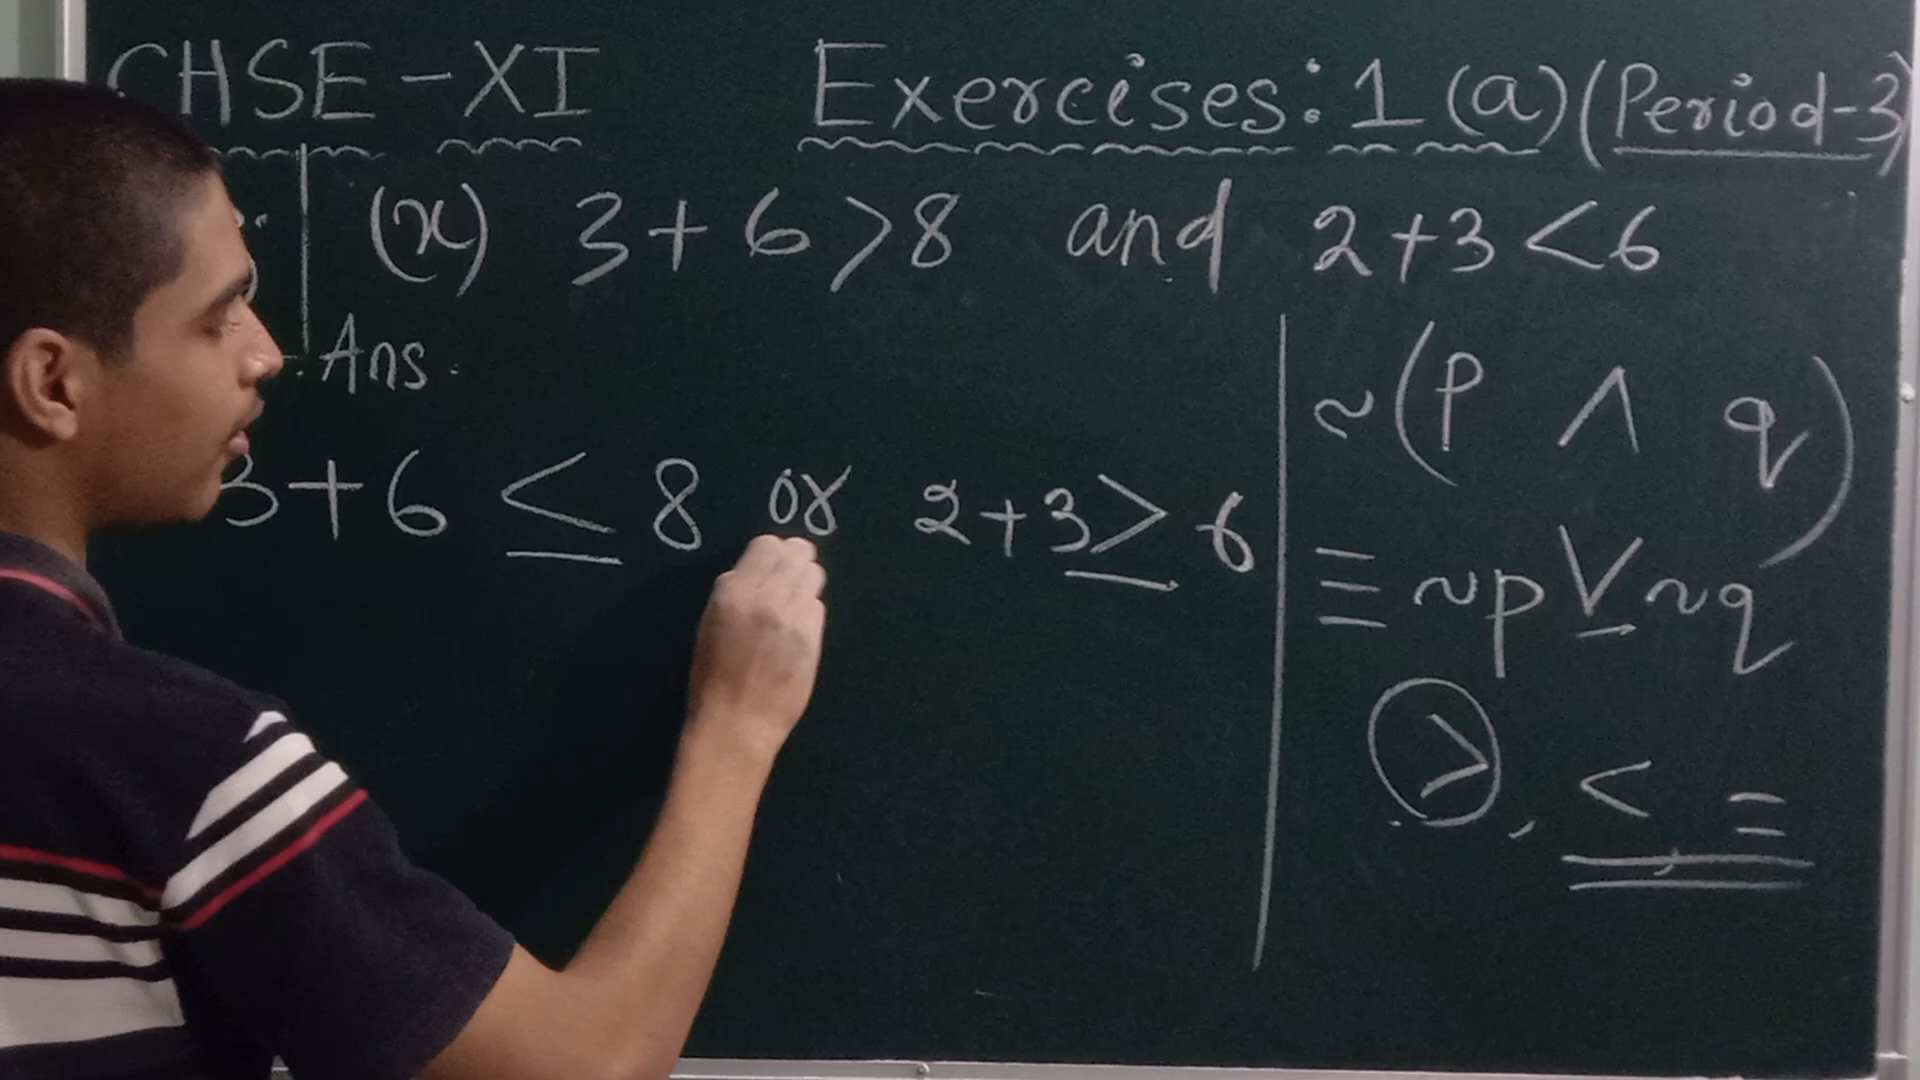 CHSE - XI Exercises: 1 (a) (Period-3)
(x) 3 + 6 > 8 and 2 + 3 < 6
Ans.
3 + 6 ≤ 8 or 2 + 3 ≥ 6
~(p ∧ q)
≡ ~p ∨ ~q
>, < =